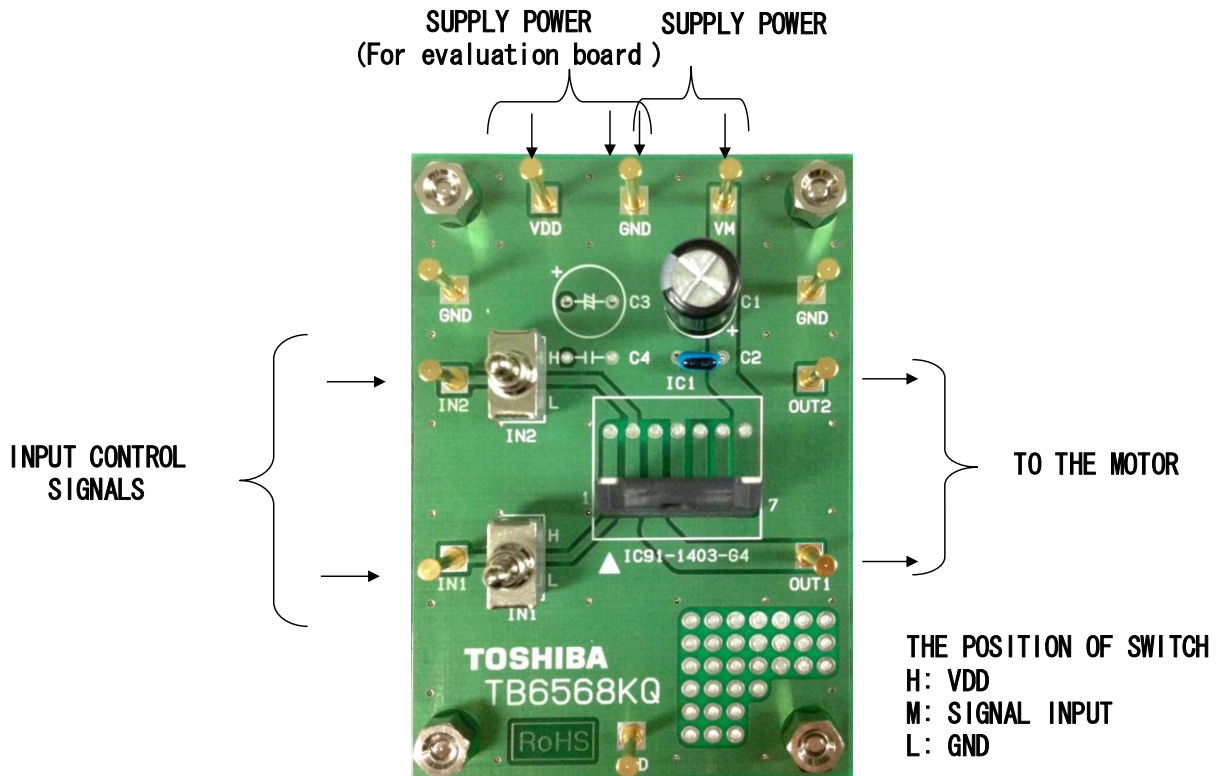 SUPPLY POWER
(For evaluation board )
SUPPLY POWER
VDD
GND
VM
+
C3
C1
GND
GND
+
H
C4
C2
IC1
IN2
L
OUT2
IN2
INPUT CONTROL
SIGNALS
TO THE MOTOR
1
7
H
IC91-1403-G4
IN1
L
OUT1
IN1
TOSHIBA
TB6568KQ
RoHS
THE POSITION OF SWITCH
H: VDD
M: SIGNAL INPUT
L: GND